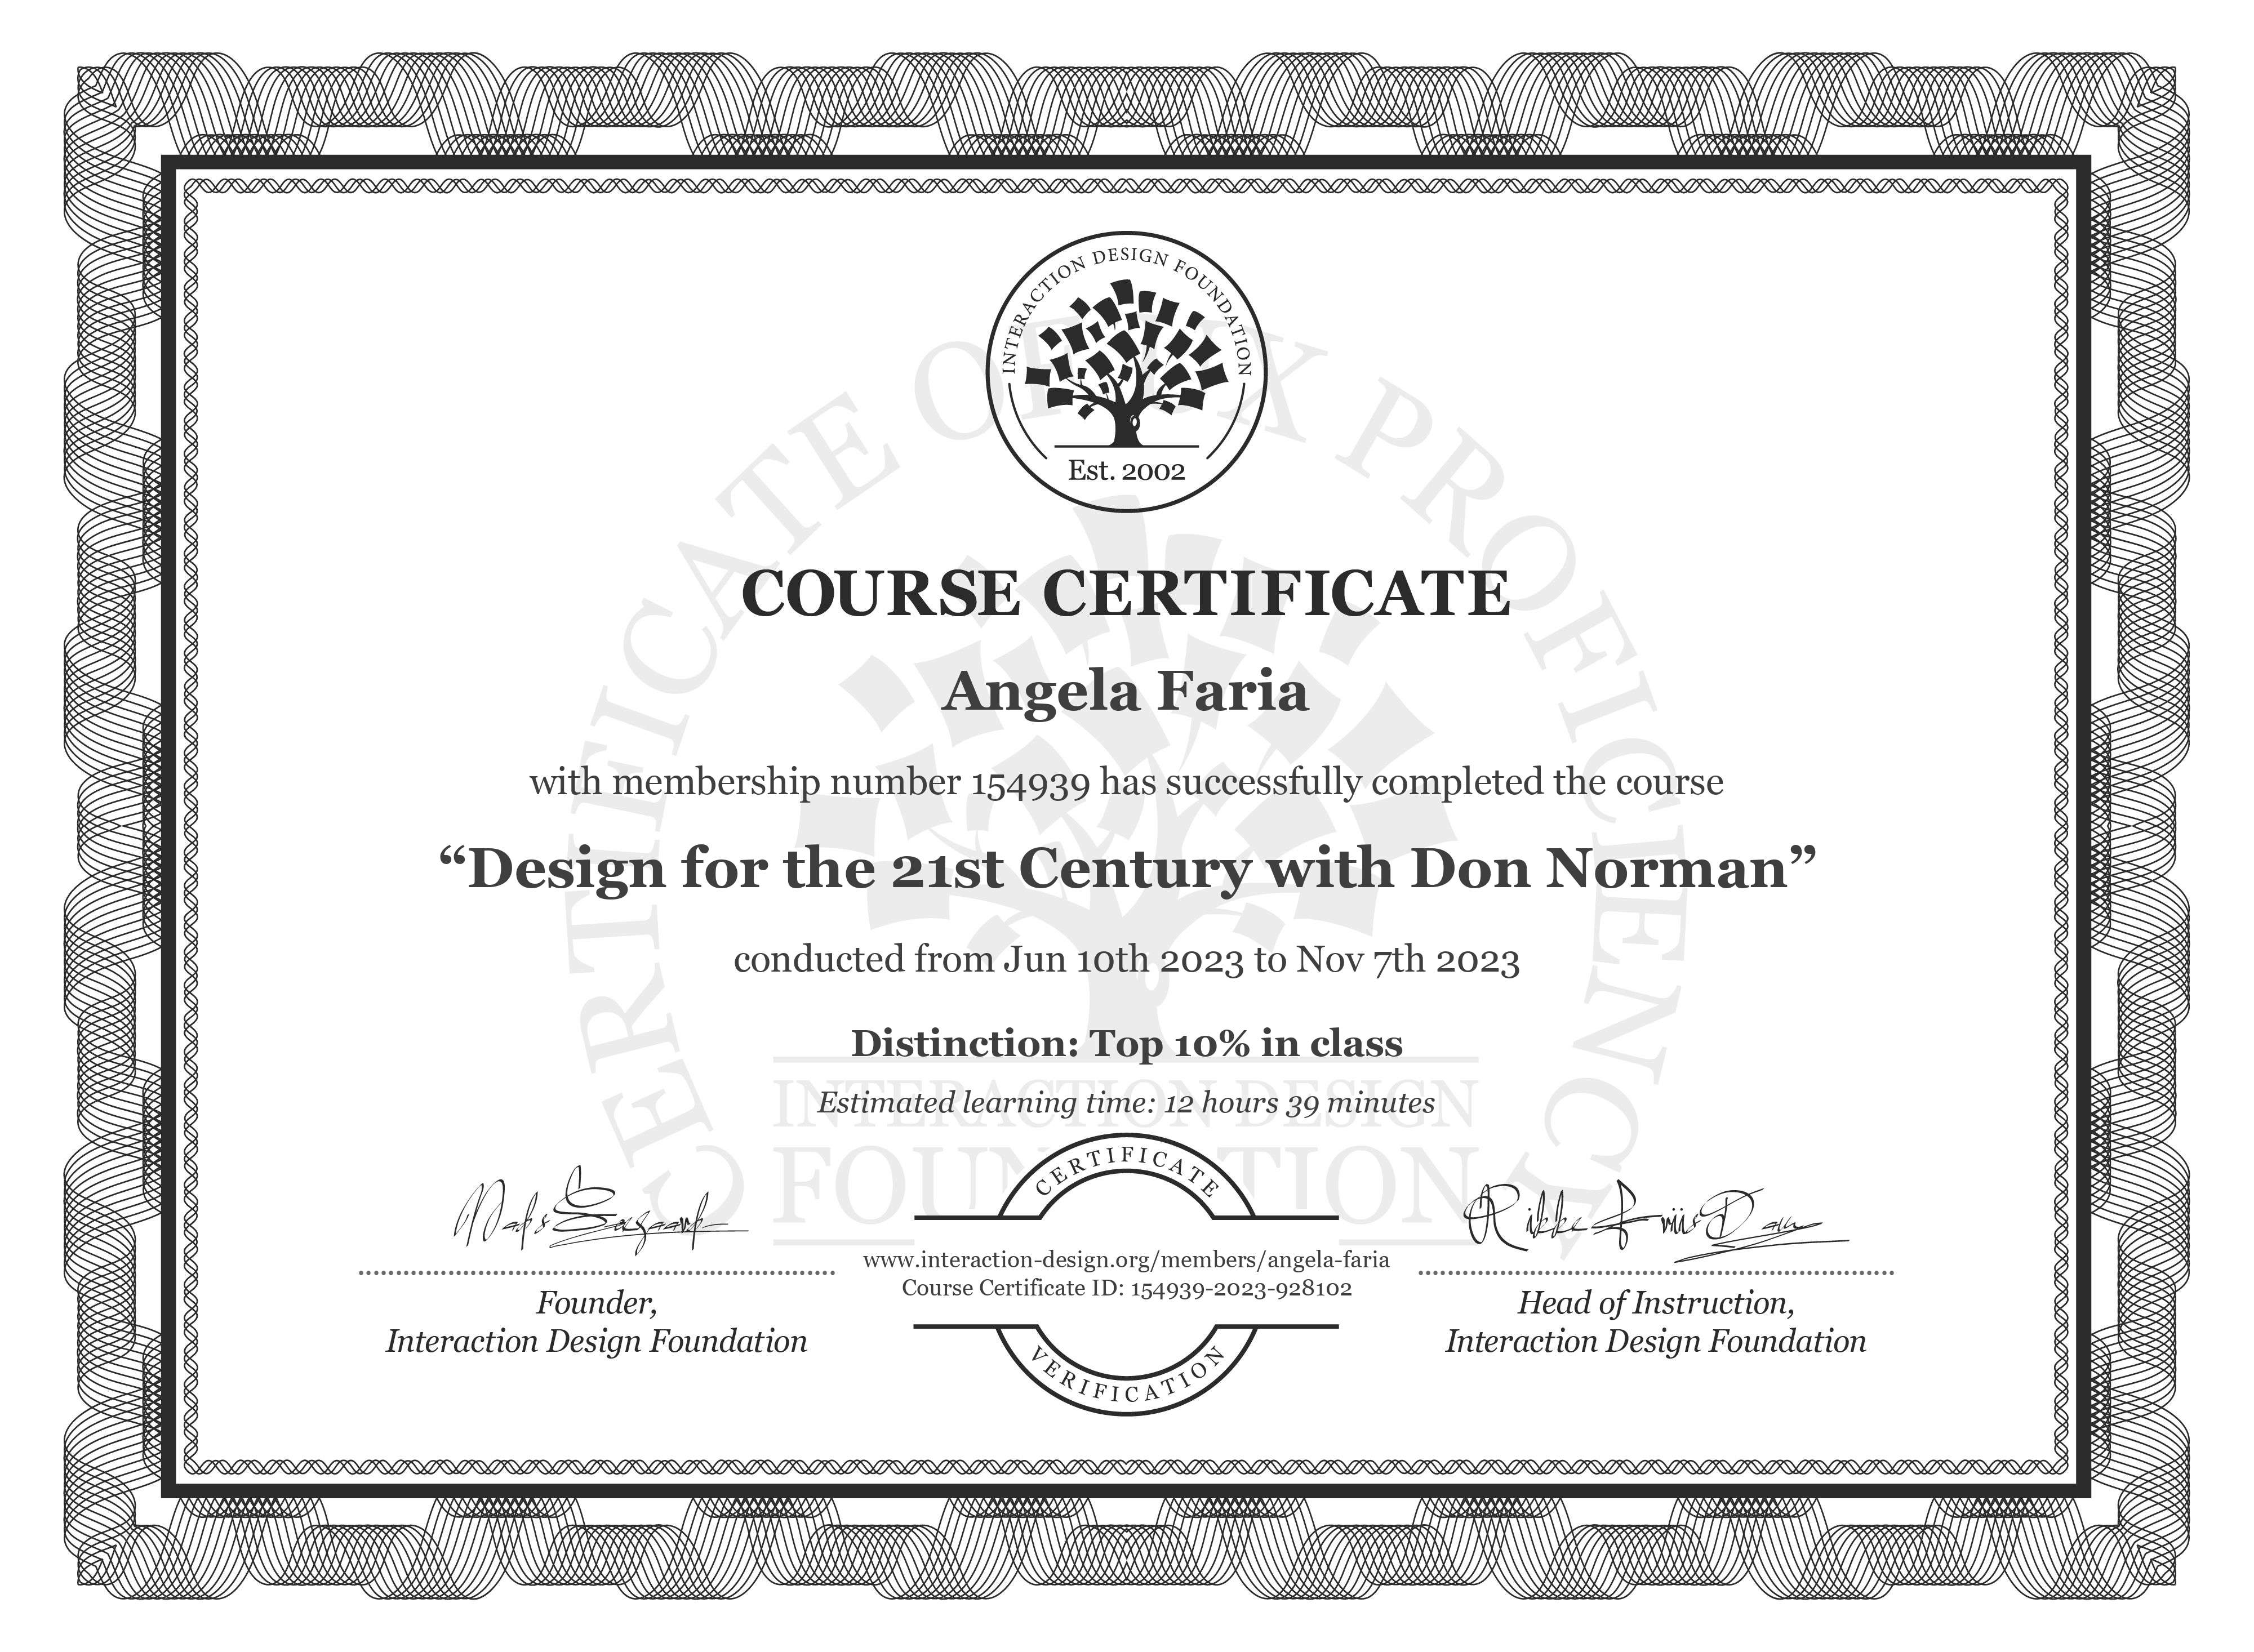 INTERACTION DESIGN FOUNDATION
Est. 2002
CERTIFICATE OF UX PROFICIENCY
COURSE CERTIFICATE
Angela Faria
with membership number 154939 has successfully completed the course
“Design for the 21st Century with Don Norman”
conducted from Jun 10th 2023 to Nov 7th 2023
Distinction: Top 10% in class
INTERACTION DESIGN
Estimated learning time: 12 hours 39 minutes
FOUNDATION
CERTIFICATE
www.interaction-design.org/members/angela-faria
Course Certificate ID: 154939-2023-928102
VERIFICATION
Mads Soegaard
Founder,
Interaction Design Foundation
Rikke Friis Dam
Head of Instruction,
Interaction Design Foundation